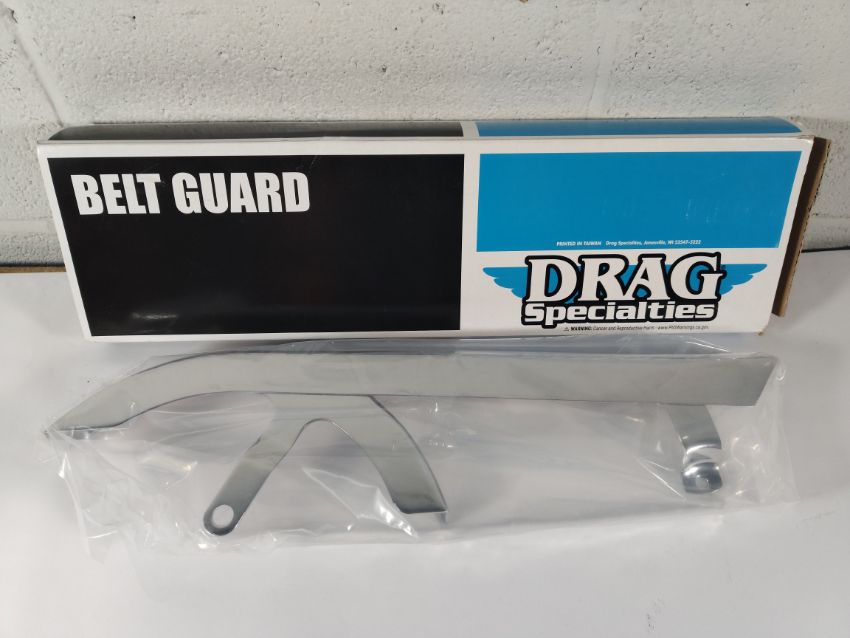 BELT GUARD
PRINTED IN TAIWAN Drag Specialties, Janesville, WI 53547-5222
DRAG
Specialties
⚠ WARNING: Cancer and Reproductive Harm - www.P65Warnings.ca.gov